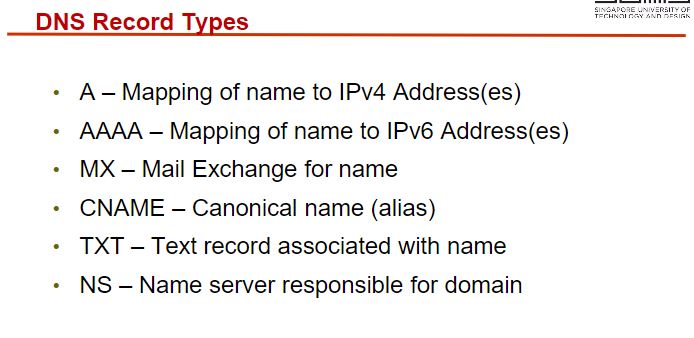 DNS Record Types
SINGAPORE UNIVERSITY OF
TECHNOLOGY AND DESIGN
• A – Mapping of name to IPv4 Address(es)
• AAAA – Mapping of name to IPv6 Address(es)
• MX – Mail Exchange for name
• CNAME – Canonical name (alias)
• TXT – Text record associated with name
• NS – Name server responsible for domain